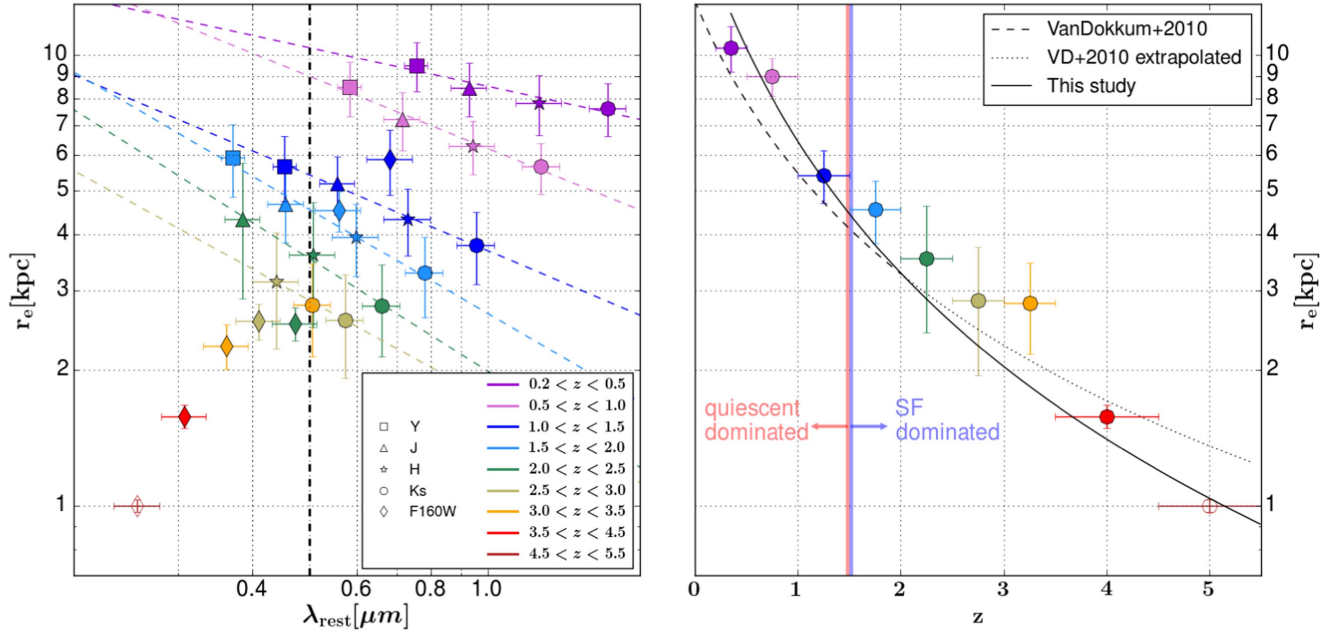 10
9
8
7
6
5
4
3
2
1
r_e[kpc]
0.4
0.6
0.8
1.0
λ_rest[μm]
Y
J
H
Ks
F160W
0.2 < z < 0.5
0.5 < z < 1.0
1.0 < z < 1.5
1.5 < z < 2.0
2.0 < z < 2.5
2.5 < z < 3.0
3.0 < z < 3.5
3.5 < z < 4.5
4.5 < z < 5.5
VanDokkum+2010
VD+2010 extrapolated
This study
quiescent
dominated
SF
dominated
10
9
8
7
6
5
4
3
2
1
r_e[kpc]
0
1
2
3
4
5
z